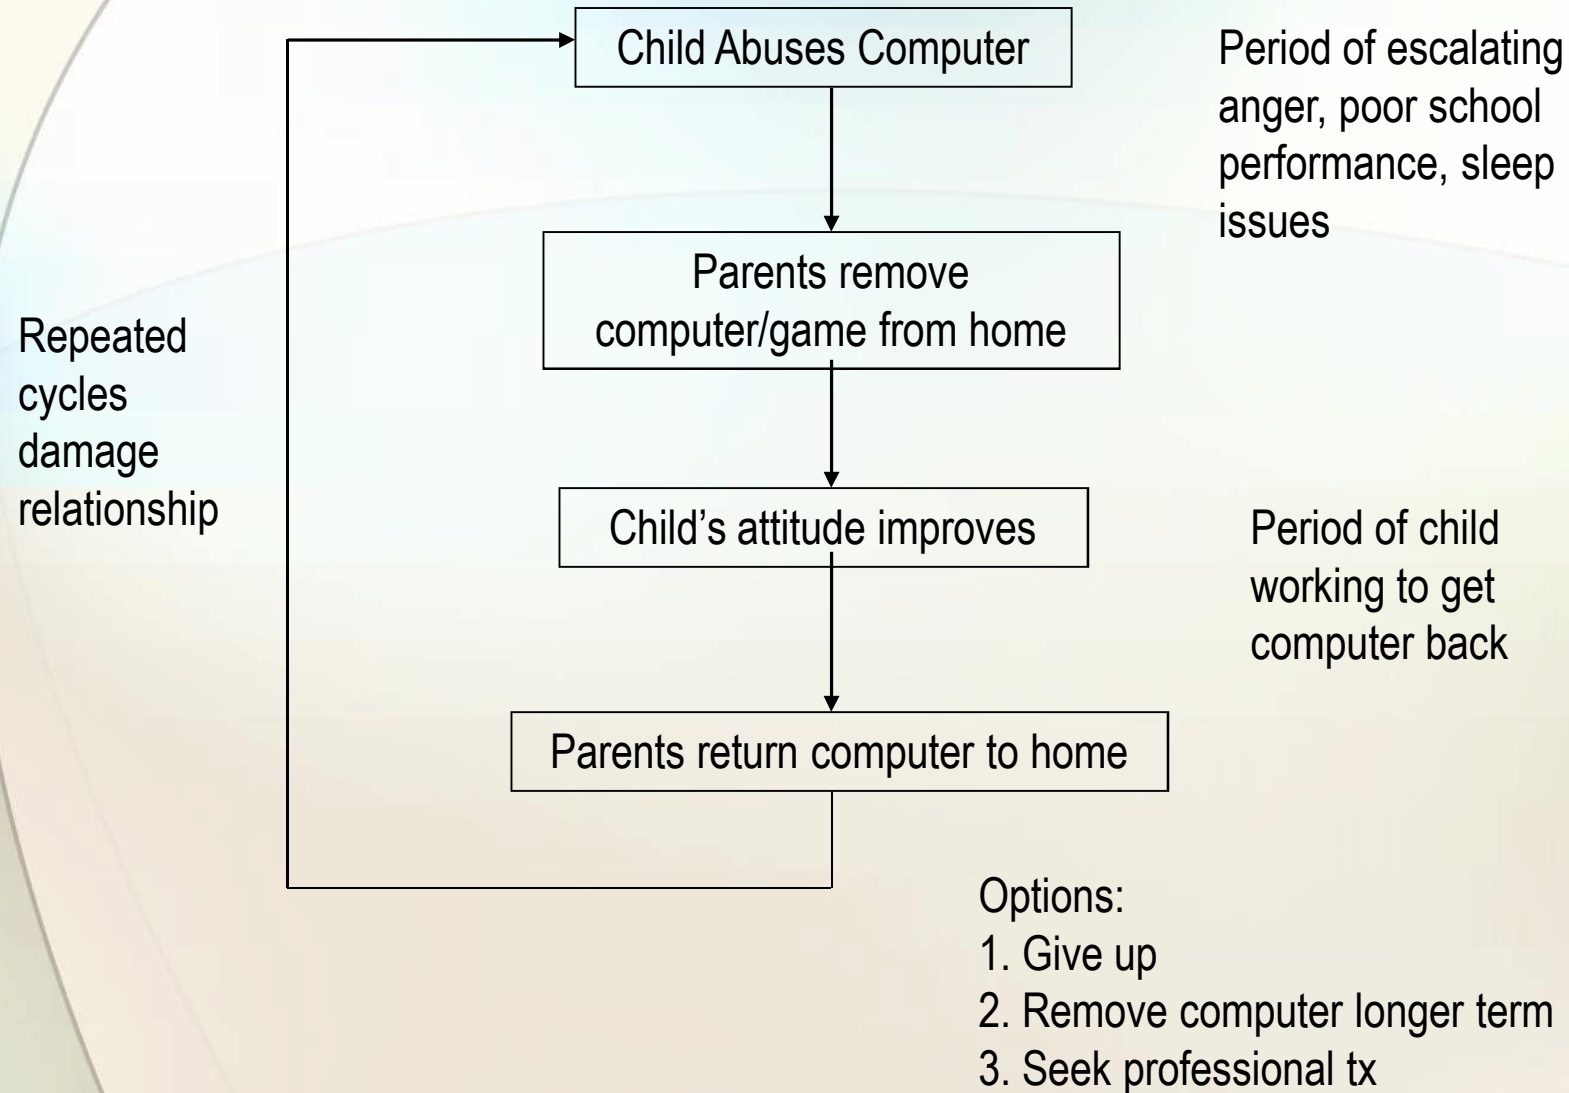 Child Abuses Computer
Period of escalating
anger, poor school
performance, sleep
issues
Parents remove
computer/game from home
Repeated
cycles
damage
relationship
Child’s attitude improves
Period of child
working to get
computer back
Parents return computer to home
Options:
1. Give up
2. Remove computer longer term
3. Seek professional tx